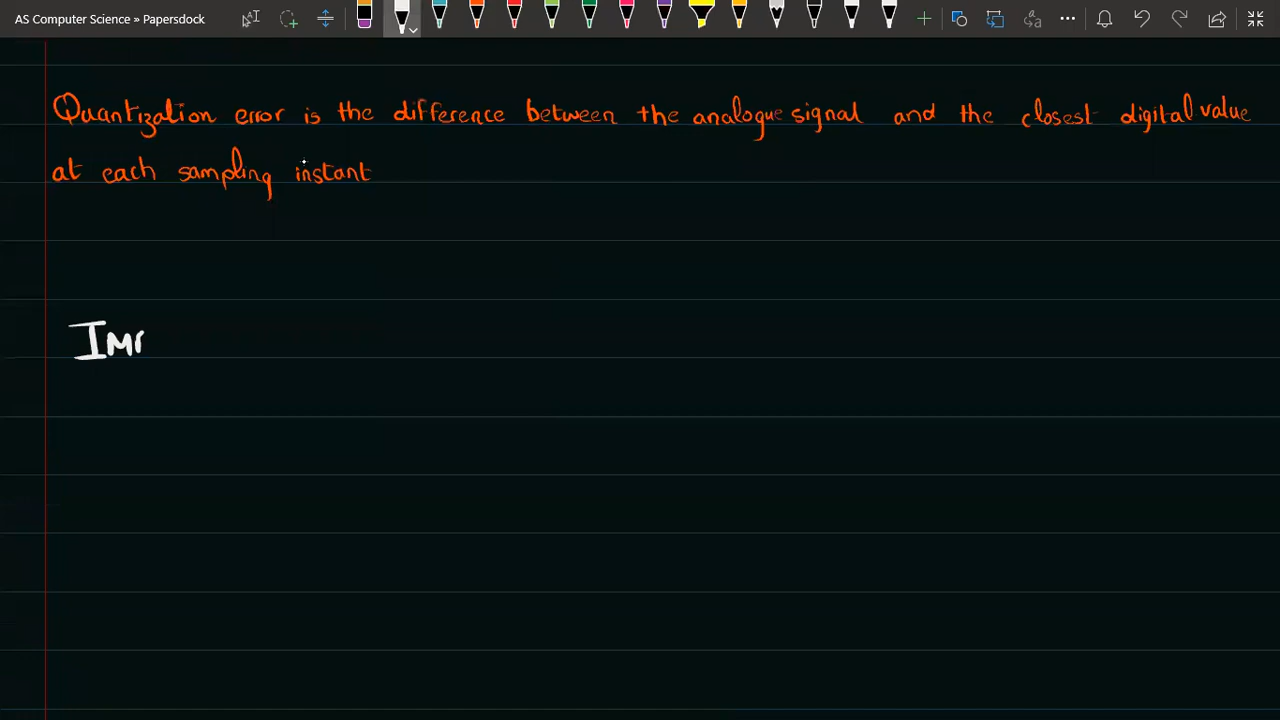 AS Computer Science » Papersdock
Quantization error is the difference between the analogue signal and the closest digital value
at each sampling instant